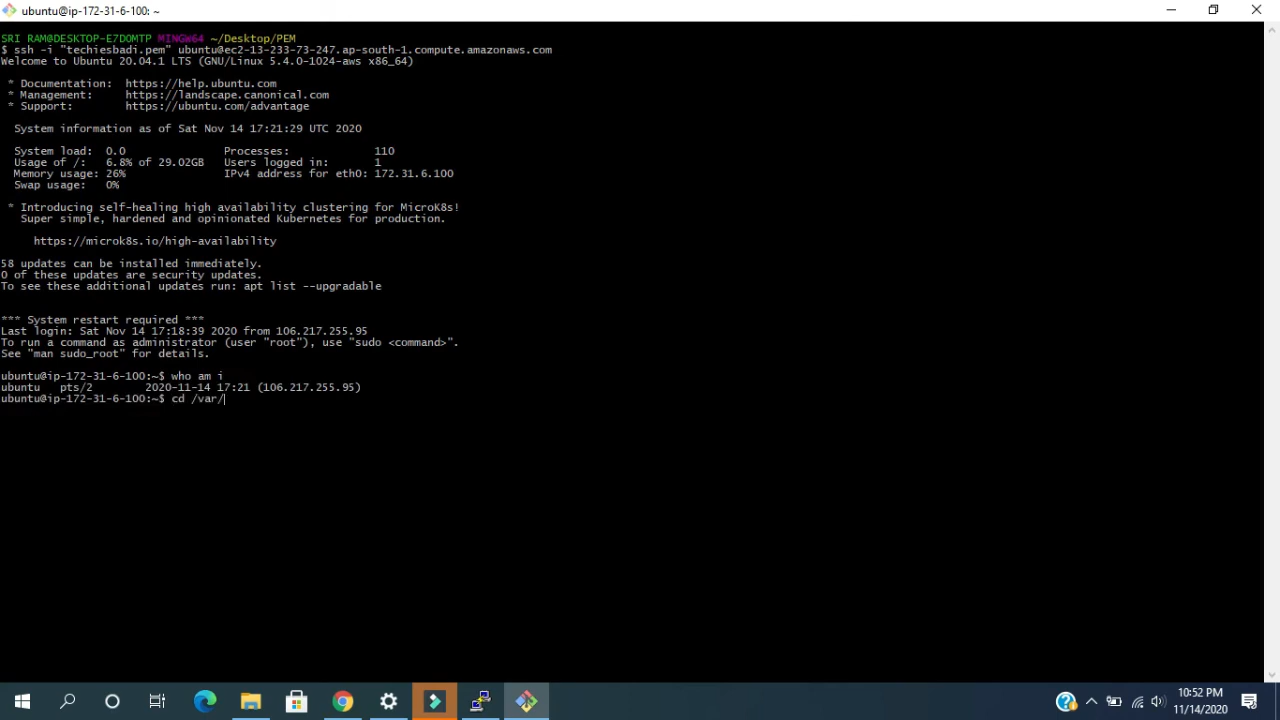 ubuntu@ip-172-31-6-100: ~
SRI RAM@DESKTOP-E7DOMTP MINGW64 ~/Desktop/PEM
$ ssh -i "techiesbadi.pem" ubuntu@ec2-13-233-73-247.ap-south-1.compute.amazonaws.com
Welcome to Ubuntu 20.04.1 LTS (GNU/Linux 5.4.0-1024-aws x86_64)
* Documentation:  https://help.ubuntu.com
* Management:     https://landscape.canonical.com
* Support:        https://ubuntu.com/advantage
System information as of Sat Nov 14 17:21:29 UTC 2020
System load:  0.0               Processes:             110
Usage of /:   6.8% of 29.02GB   Users logged in:       1
Memory usage: 26%               IPv4 address for eth0: 172.31.6.100
Swap usage:   0%
* Introducing self-healing high availability clustering for MicroK8s!
Super simple, hardened and opinionated Kubernetes for production.
https://microk8s.io/high-availability
58 updates can be installed immediately.
0 of these updates are security updates.
To see these additional updates run: apt list --upgradable
*** System restart required ***
Last login: Sat Nov 14 17:18:39 2020 from 106.217.255.95
To run a command as administrator (user "root"), use "sudo <command>".
See "man sudo_root" for details.
ubuntu@ip-172-31-6-100:~$ who am i
ubuntu   pts/2        2020-11-14 17:21 (106.217.255.95)
ubuntu@ip-172-31-6-100:~$ cd /var/
10:52 PM
11/14/2020